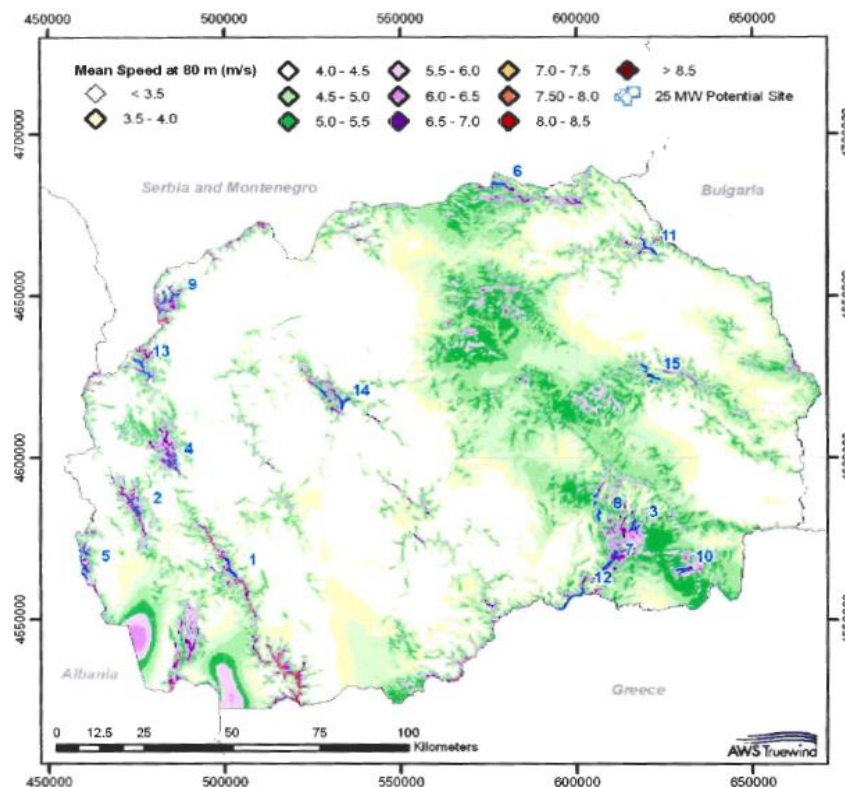 450000 500000 550000 600000 650000
Mean Speed at 80 m (m/s)
< 3.5
3.5 - 4.0
4.0 - 4.5
4.5 - 5.0
5.0 - 5.5
5.5 - 6.0
6.0 - 6.5
6.5 - 7.0
7.0 - 7.5
7.50 - 8.0
8.0 - 8.5
> 8.5
25 MW Potential Site
4700000 4700000
Serbia and Montenegro
6
Bulgaria
11
4650000 4650000
9
13
15
14
4
4600000 4600000
2
8 3
5
1
7
10
12
4550000 4550000
Albania
Greece
0 12.5 25 50 75 100
Kilometers
AWS Truewind
450000 500000 550000 600000 650000